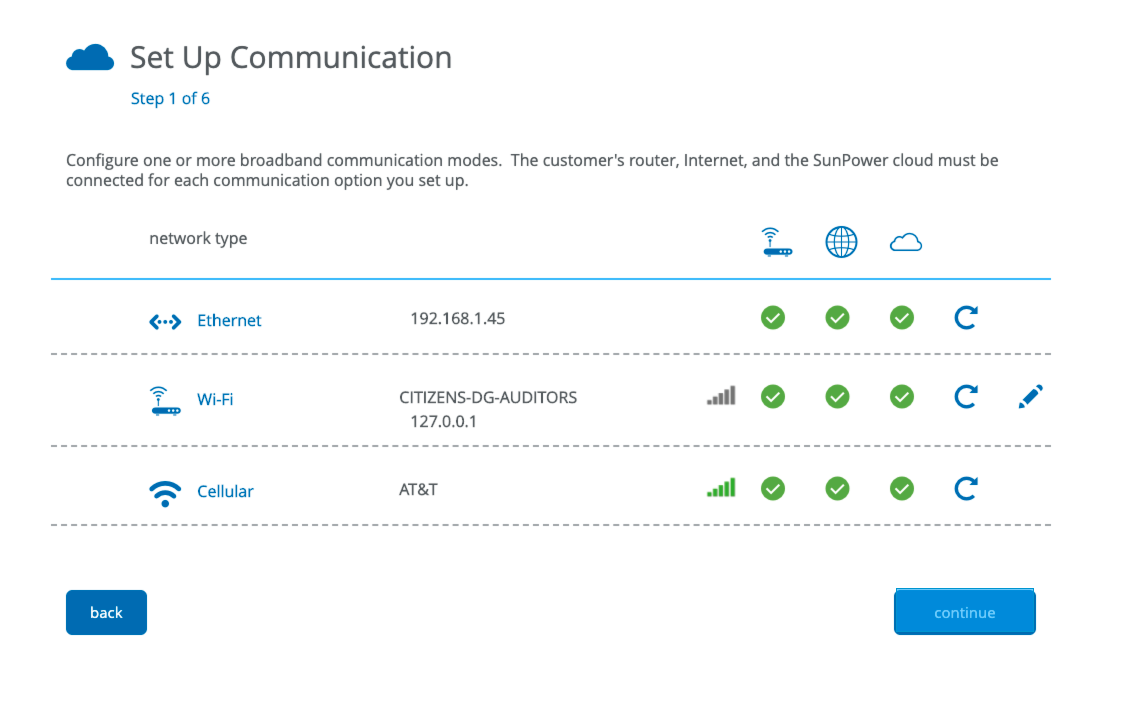 Set Up Communication
Step 1 of 6
Configure one or more broadband communication modes.  The customer's router, Internet, and the SunPower cloud must be
connected for each communication option you set up.
network type
Ethernet 192.168.1.45
Wi-Fi CITIZENS-DG-AUDITORS
127.0.0.1
Cellular AT&T
back continue